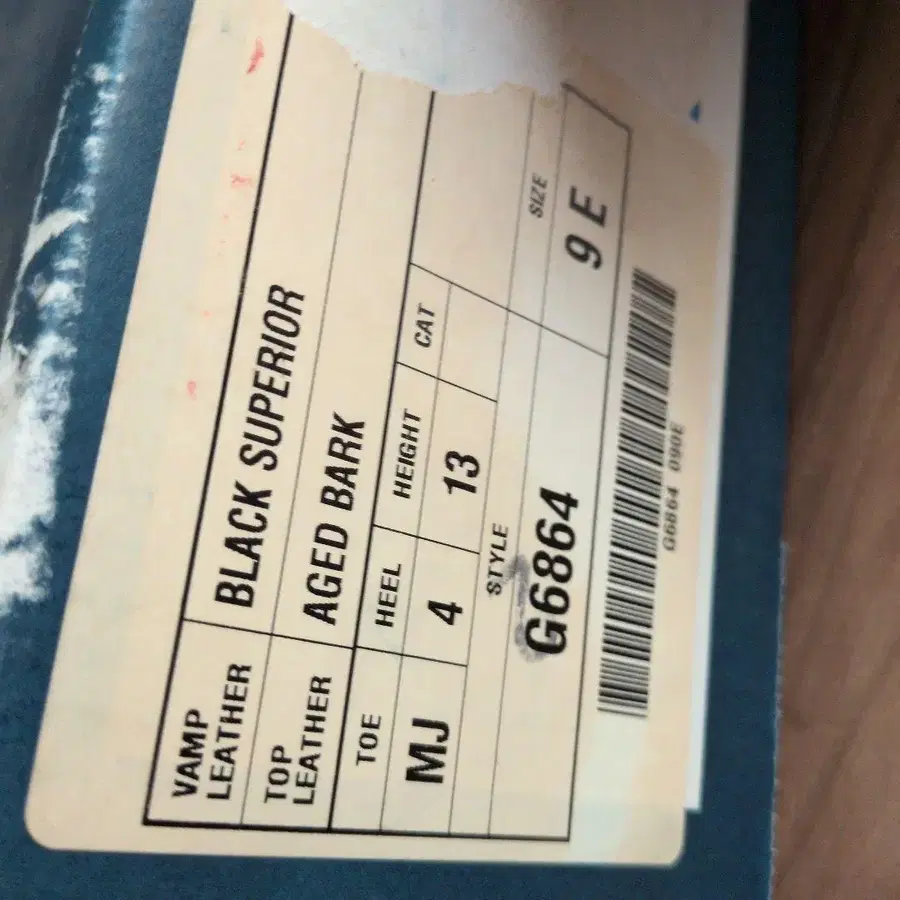 VAMP LEATHER BLACK SUPERIOR
TOP LEATHER AGED BARK
TOE HEEL HEIGHT CAT
MJ 4 13
STYLE SIZE
G6864 9 E
G6864 090E